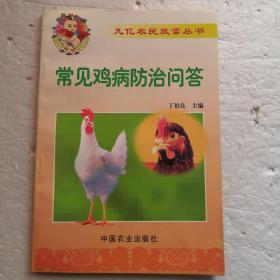 九亿农民致富丛书
常见鸡病防治问答
丁伯良 主编
中国农业出版社